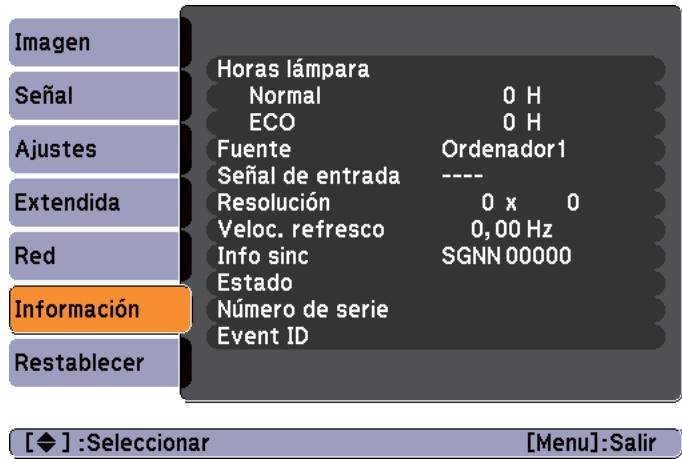 Imagen
Señal
Ajustes
Extendida
Red
Información
Restablecer
Horas lámpara
Normal 0 H
ECO 0 H
Fuente Ordenador1
Señal de entrada ----
Resolución 0 x 0
Veloc. refresco 0,00 Hz
Info sinc SGNN 00000
Estado
Número de serie
Event ID
[◆] :Seleccionar [Menu]:Salir